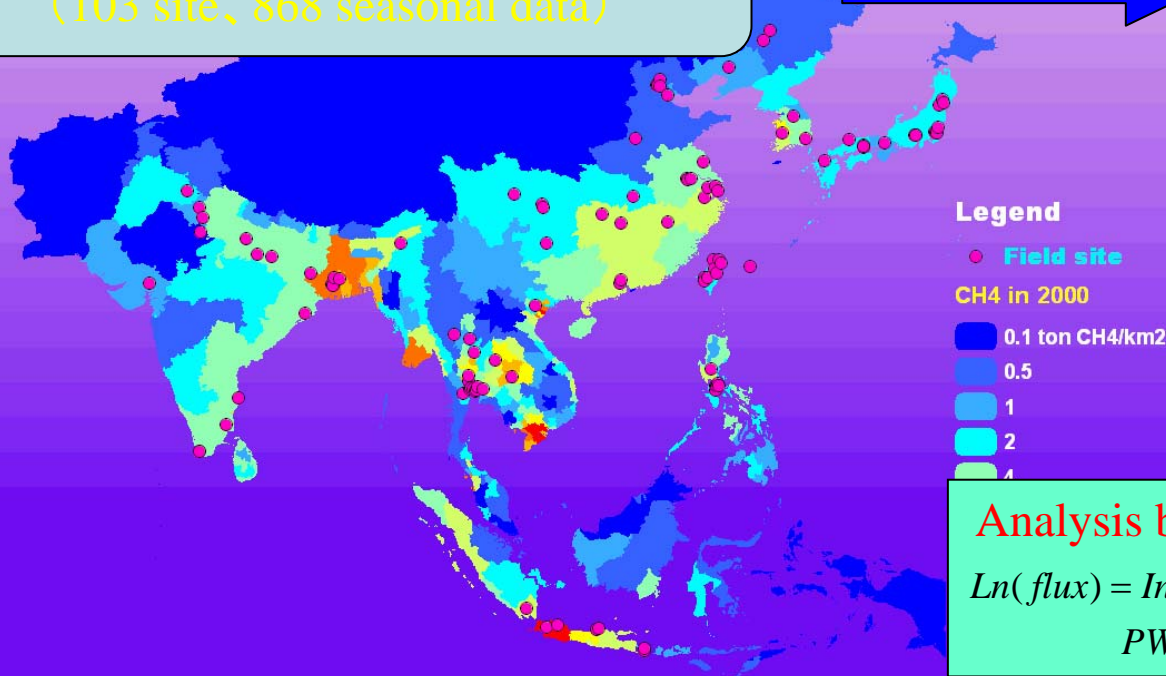 (103 site、868 seasonal data)
Legend
Field site
CH4 in 2000
0.1 ton CH4/km2
0.5
1
2
4
Analysis b
Ln( flux) = In
PW